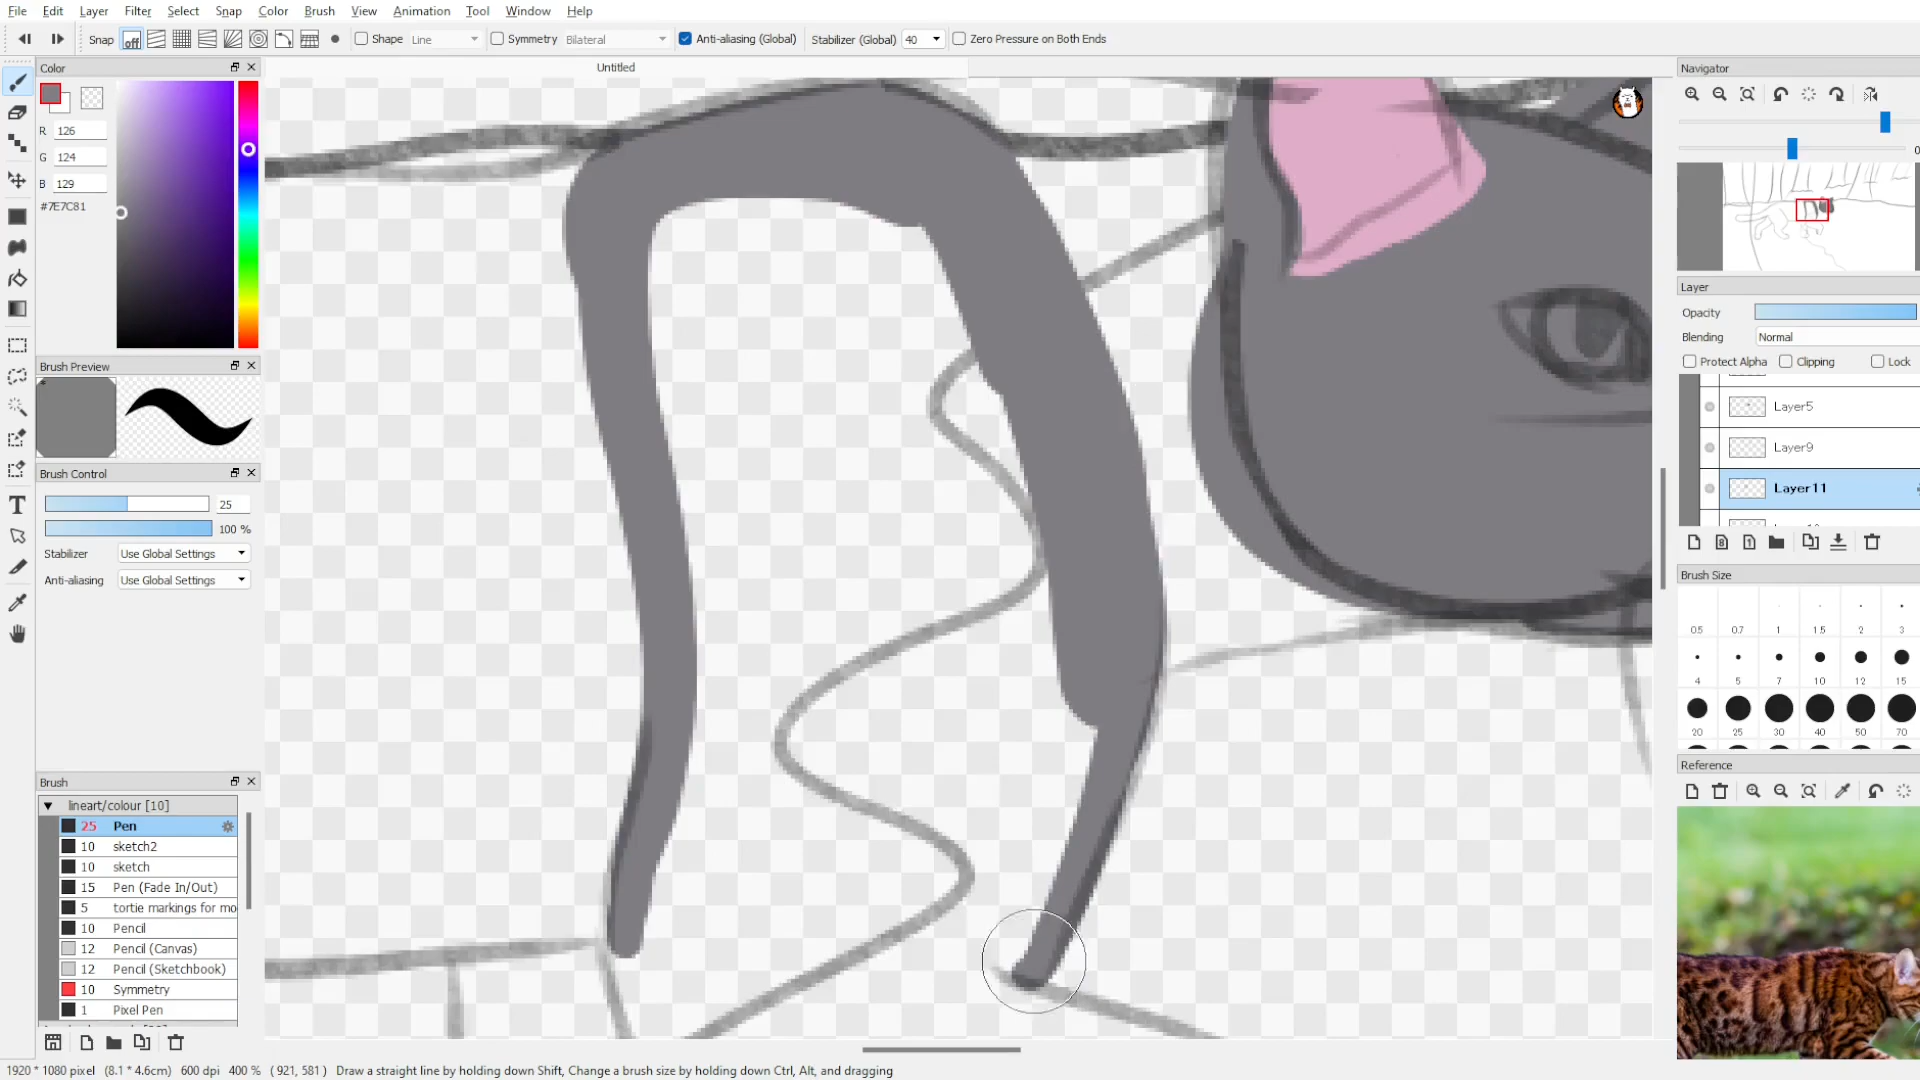 File Edit Layer Filter Select Snap Color Brush View Animation Tool Window Help
Snap off Shape Line Symmetry Bilateral Anti-aliasing (Global) Stabilizer (Global) 40 Zero Pressure on Both Ends
Color
Untitled
Navigator
R 126
G 124
B 129
#7E7C81
0
Layer
Opacity
Blending Normal
Protect Alpha Clipping Lock
Layer5
Layer9
Layer11
Brush Preview
Brush Control
25
100 %
Stabilizer Use Global Settings
Anti-aliasing Use Global Settings
Brush Size
0.5 0.7 1 1.5 2 3
4 5 7 10 12 15
20 25 30 40 50 70
Reference
Brush
lineart/colour [10]
25 Pen
10 sketch2
10 sketch
15 Pen (Fade In/Out)
5 tortie markings for mo
10 Pencil
12 Pencil (Canvas)
12 Pencil (Sketchbook)
10 Symmetry
1 Pixel Pen
1920 * 1080 pixel (8.1 * 4.6cm) 600 dpi 400 % ( 921, 581 ) Draw a straight line by holding down Shift, Change a brush size by holding down Ctrl, Alt, and dragging